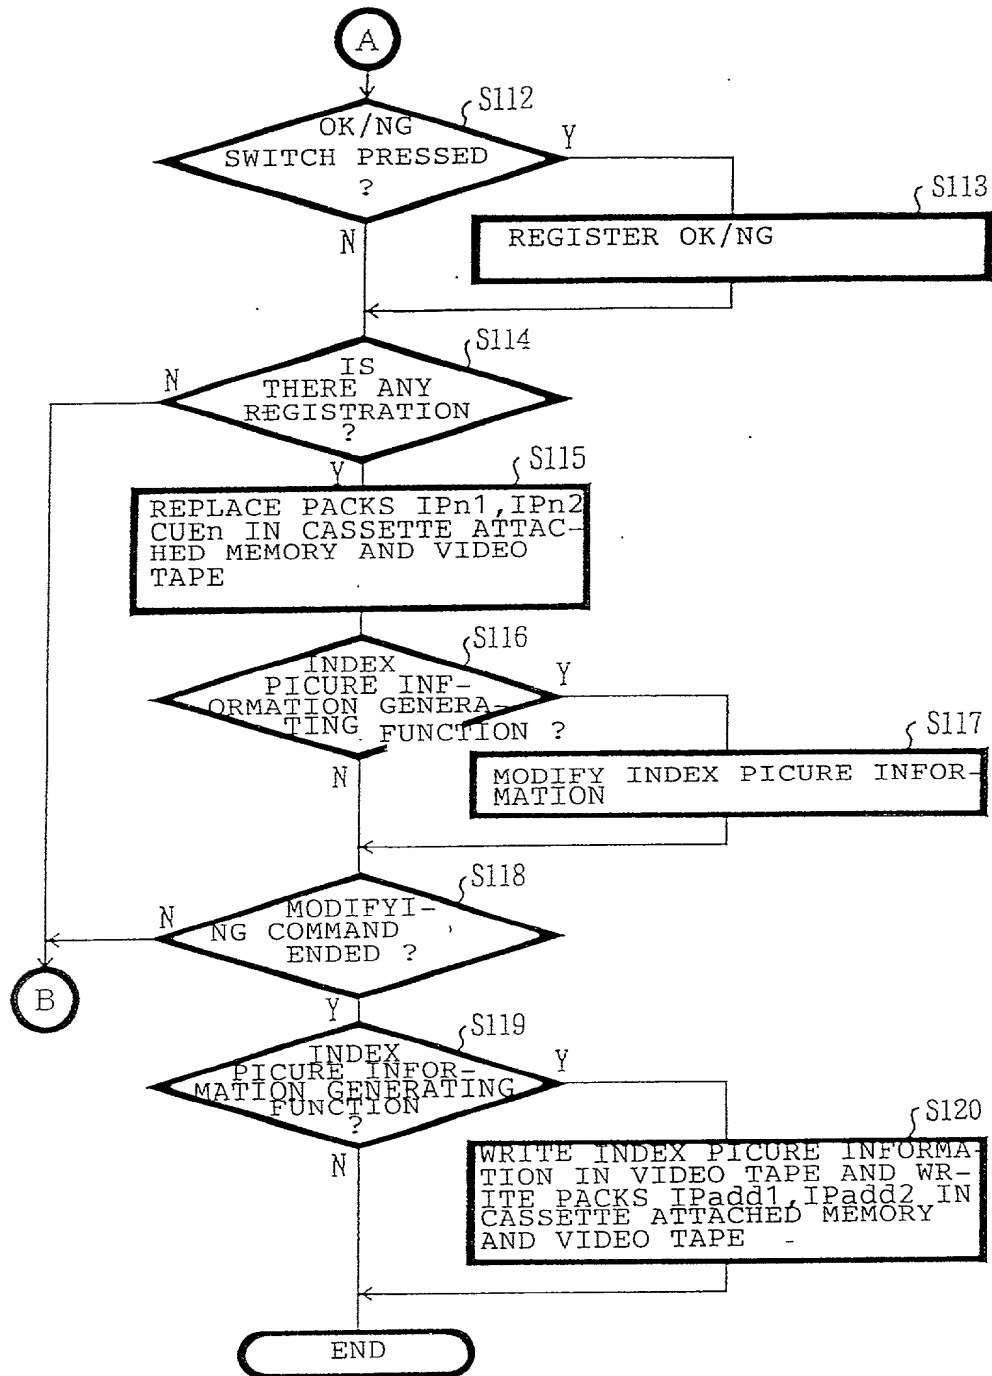 A
S112
OK/NG
SWITCH PRESSED
?
Y
N
S113
REGISTER OK/NG
S114
IS
THERE ANY
REGISTRATION
?
N
Y
S115
REPLACE PACKS IPn1,IPn2
CUEn IN CASSETTE ATTAC-
HED MEMORY AND VIDEO
TAPE
S116
INDEX
PICURE INF-
ORMATION GENERA-
TING FUNCTION ?
Y
N
S117
MODIFY INDEX PICURE INFOR-
MATION
S118
MODIFYI-
NG COMMAND
ENDED ?
N
B
Y
S119
INDEX
PICURE INFOR-
MATION GENERATING
FUNCTION
?
Y
N
S120
WRITE INDEX PICURE INFORMA-
TION IN VIDEO TAPE AND WR-
ITE PACKS IPadd1,IPadd2 IN
CASSETTE ATTACHED MEMORY
AND VIDEO TAPE
END